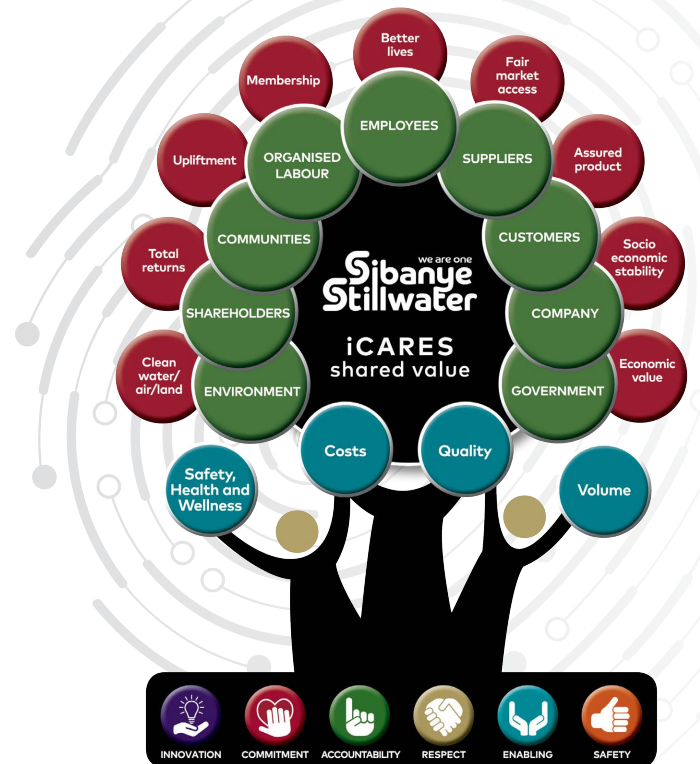 Better
lives
Membership
Fair
market
access
EMPLOYEES
Upliftment
ORGANISED
LABOUR
SUPPLIERS
Assured
product
COMMUNITIES
CUSTOMERS
Total
returns
Socio
economic
stability
we are one
Sibanye
Stillwater
SHAREHOLDERS
COMPANY
iCARES
shared value
Clean
water/
air/land
ENVIRONMENT
GOVERNMENT
Economic
value
Costs
Quality
Safety,
Health and
Wellness
Volume
INNOVATION
COMMITMENT
ACCOUNTABILITY
RESPECT
ENABLING
SAFETY